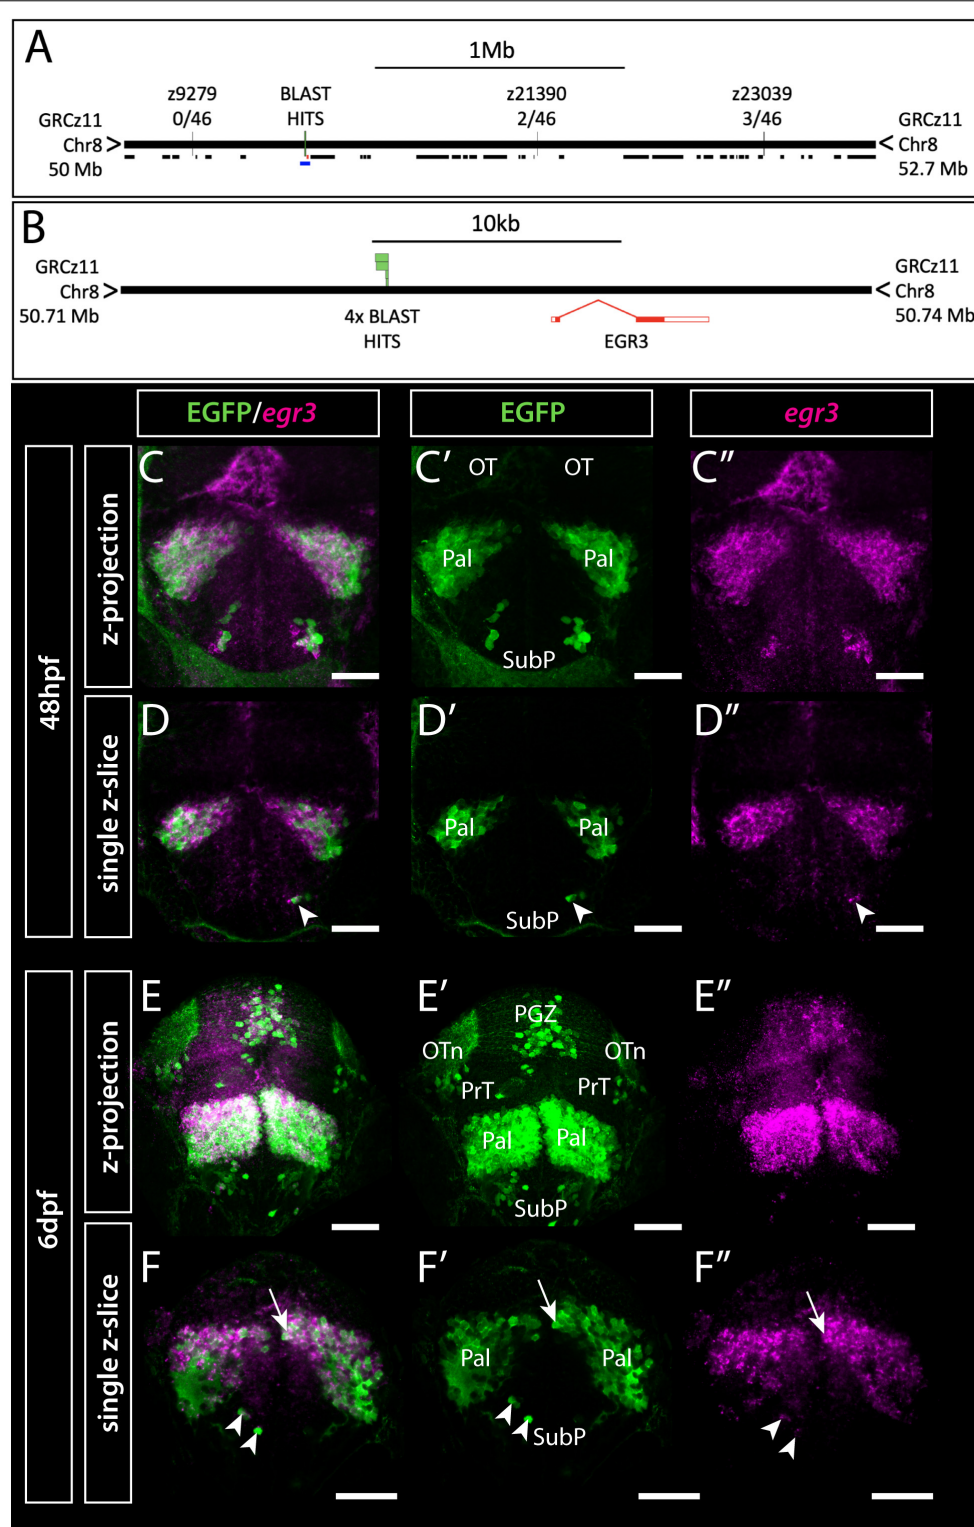 A
1Mb
z9279
0/46
BLAST
HITS
z21390
2/46
z23039
3/46
GRCz11
Chr8
50 Mb
GRCz11
Chr8
52.7 Mb
B
10kb
GRCz11
Chr8
50.71 Mb
GRCz11
Chr8
50.74 Mb
4x BLAST
HITS
EGR3
EGFP/egr3
EGFP
egr3
48hpf
z-projection
C
C′
OT
OT
Pal
Pal
SubP
C″
single z-slice
D
D′
Pal
Pal
SubP
D″
6dpf
z-projection
E
E′
PGZ
OTn
OTn
PrT
PrT
Pal
Pal
SubP
E″
single z-slice
F
F′
Pal
Pal
SubP
F″